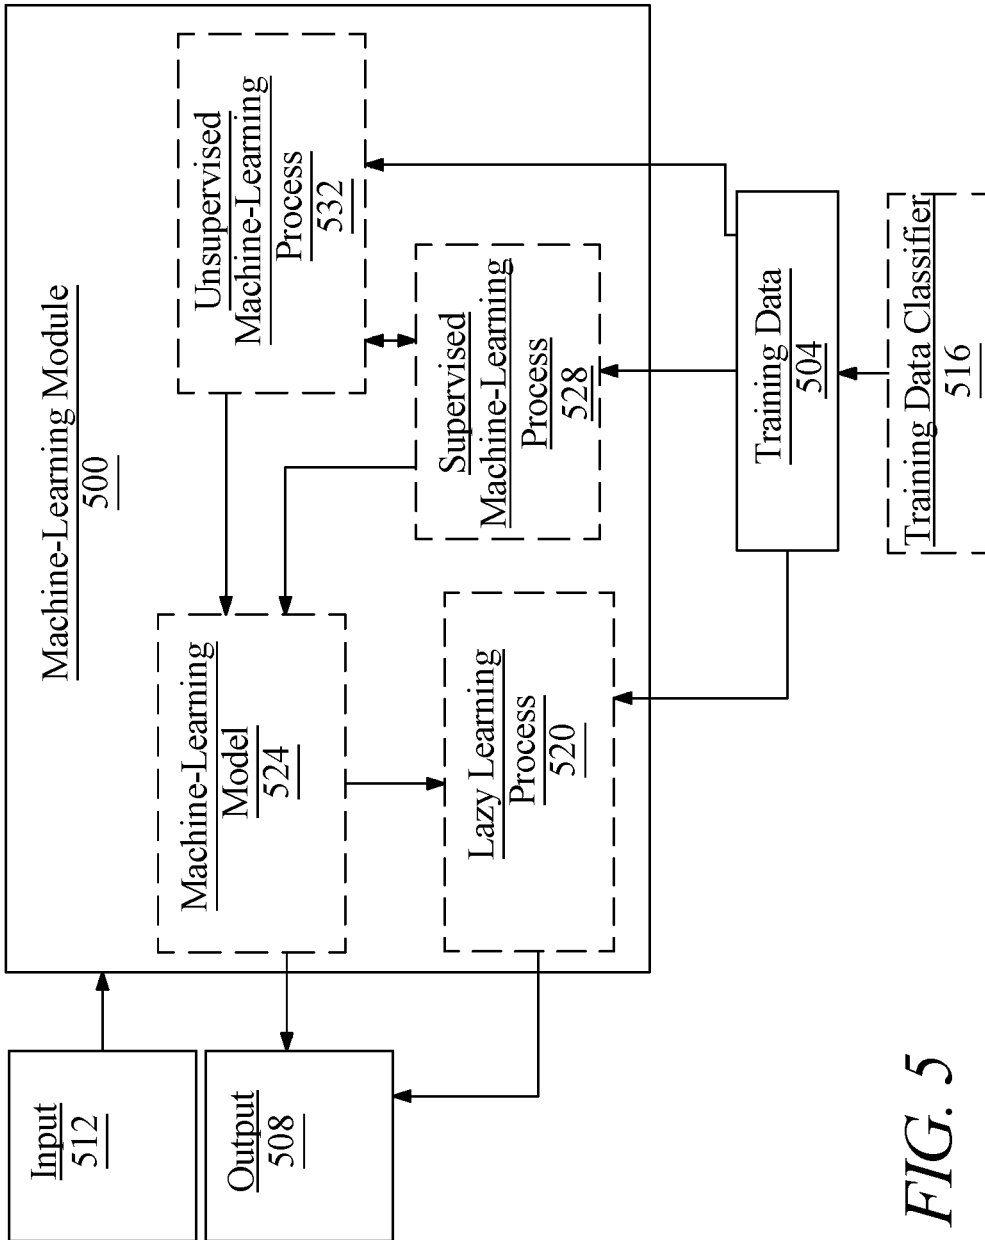 Machine-Learning Module
500
Input
512
Output
508
Machine-Learning
Model
524
Unsupervised
Machine-Learning
Process
532
Lazy Learning
Process
520
Supervised
Machine-Learning
Process
528
Training Data
504
Training Data Classifier
516
FIG. 5